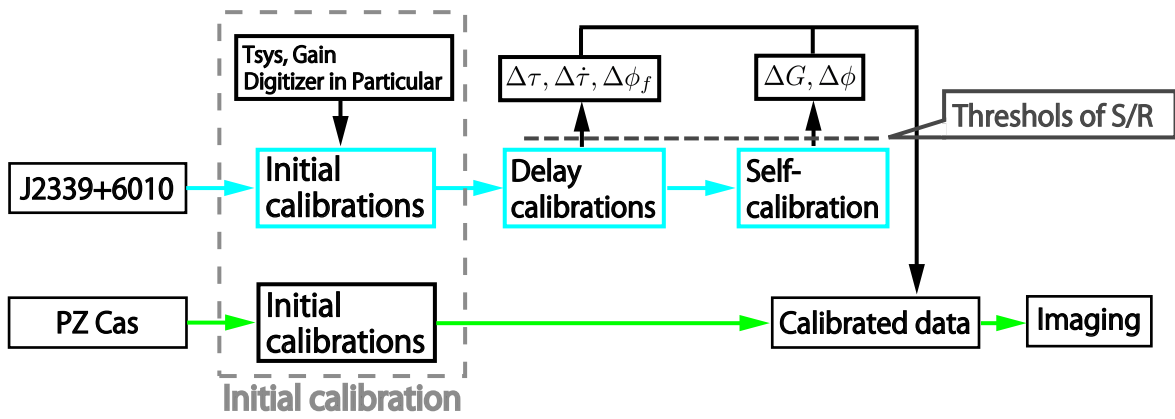 Tsys, Gain
Digitizer in Particular
Δτ, Δτ̇, Δϕ_f
ΔG, Δϕ
Threshols of S/R
J2339+6010
Initial
calibrations
Delay
calibrations
Self-
calibration
PZ Cas
Initial
calibrations
Calibrated data
Imaging
Initial calibration